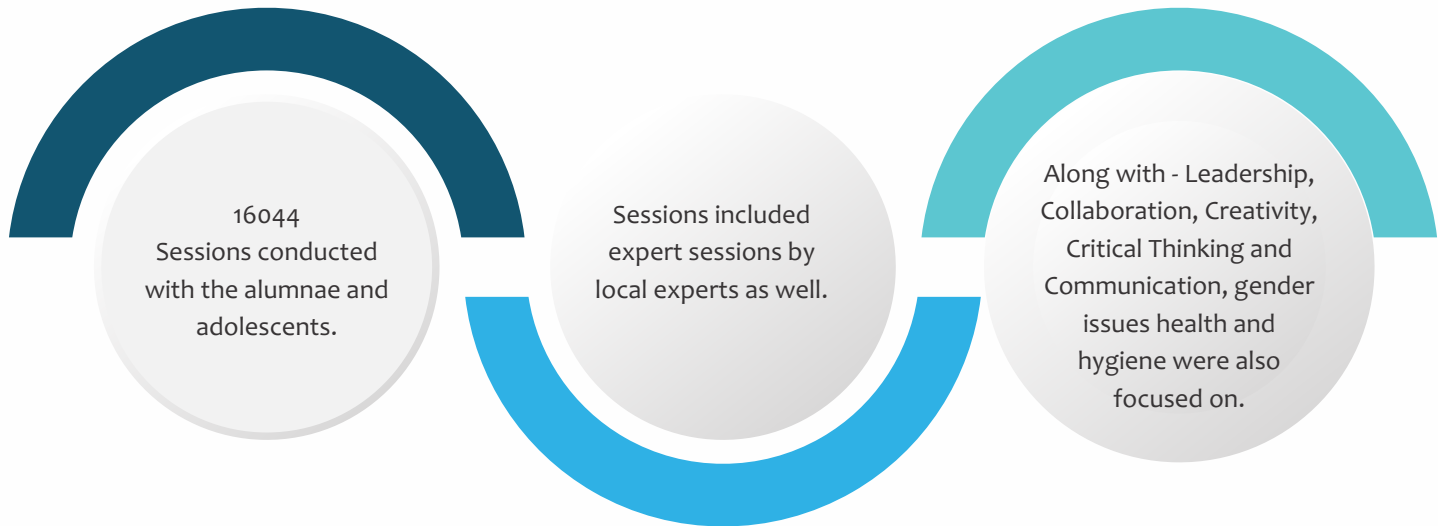 16044
Sessions conducted
with the alumnae and
adolescents.
Sessions included
expert sessions by
local experts as well.
Along with - Leadership,
Collaboration, Creativity,
Critical Thinking and
Communication, gender
issues health and
hygiene were also
focused on.